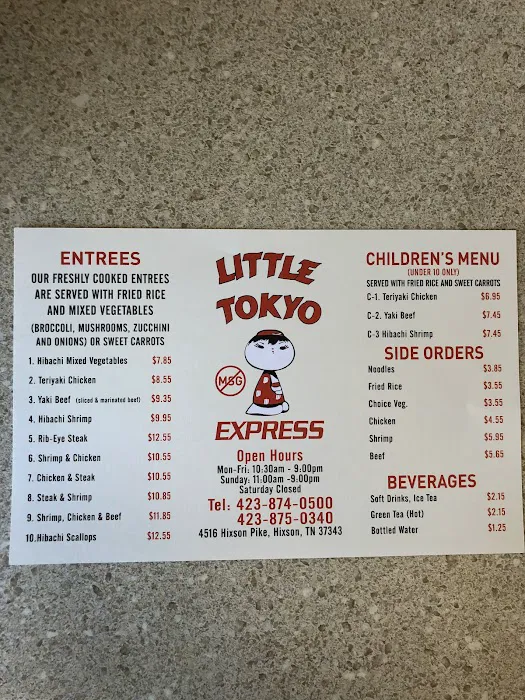 ENTREES
OUR FRESHLY COOKED ENTREES
ARE SERVED WITH FRIED RICE
AND MIXED VEGETABLES
(BROCCOLI, MUSHROOMS, ZUCCHINI
AND ONIONS) OR SWEET CARROTS
1. Hibachi Mixed Vegetables $7.85
2. Teriyaki Chicken $8.55
3. Yaki Beef (sliced & marinated beef) $9.35
4. Hibachi Shrimp $9.95
5. Rib-Eye Steak $12.55
6. Shrimp & Chicken $10.55
7. Chicken & Steak $10.55
8. Steak & Shrimp $10.85
9. Shrimp, Chicken & Beef $11.85
10.Hibachi Scallops $12.55
LITTLE
TOKYO
MSG
EXPRESS
Open Hours
Mon-Fri: 10:30am - 9:00pm
Sunday: 11:00am -9:00pm
Saturday Closed
Tel: 423-874-0500
423-875-0340
4516 Hixson Pike, Hixson, TN 37343
CHILDREN'S MENU
(UNDER 10 ONLY)
SERVED WITH FRIED RICE AND SWEET CARROTS
C-1. Teriyaki Chicken $6.95
C-2. Yaki Beef $7.45
C-3 Hibachi Shrimp $7.45
SIDE ORDERS
Noodles $3.85
Fried Rice $3.55
Choice Veg. $3.55
Chicken $4.55
Shrimp $5.95
Beef $5.65
BEVERAGES
Soft Drinks, Ice Tea $2.15
Green Tea (Hot) $2.15
Bottled Water $1.25